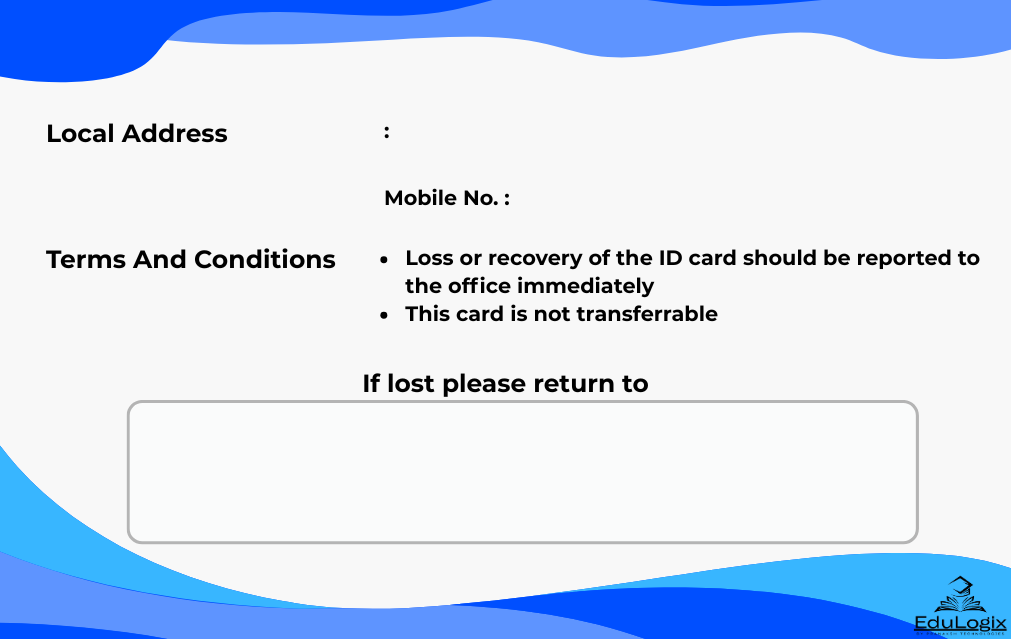 Local Address :
Mobile No. :
Terms And Conditions
• Loss or recovery of the ID card should be reported to
the office immediately
• This card is not transferrable
If lost please return to
EduLogix